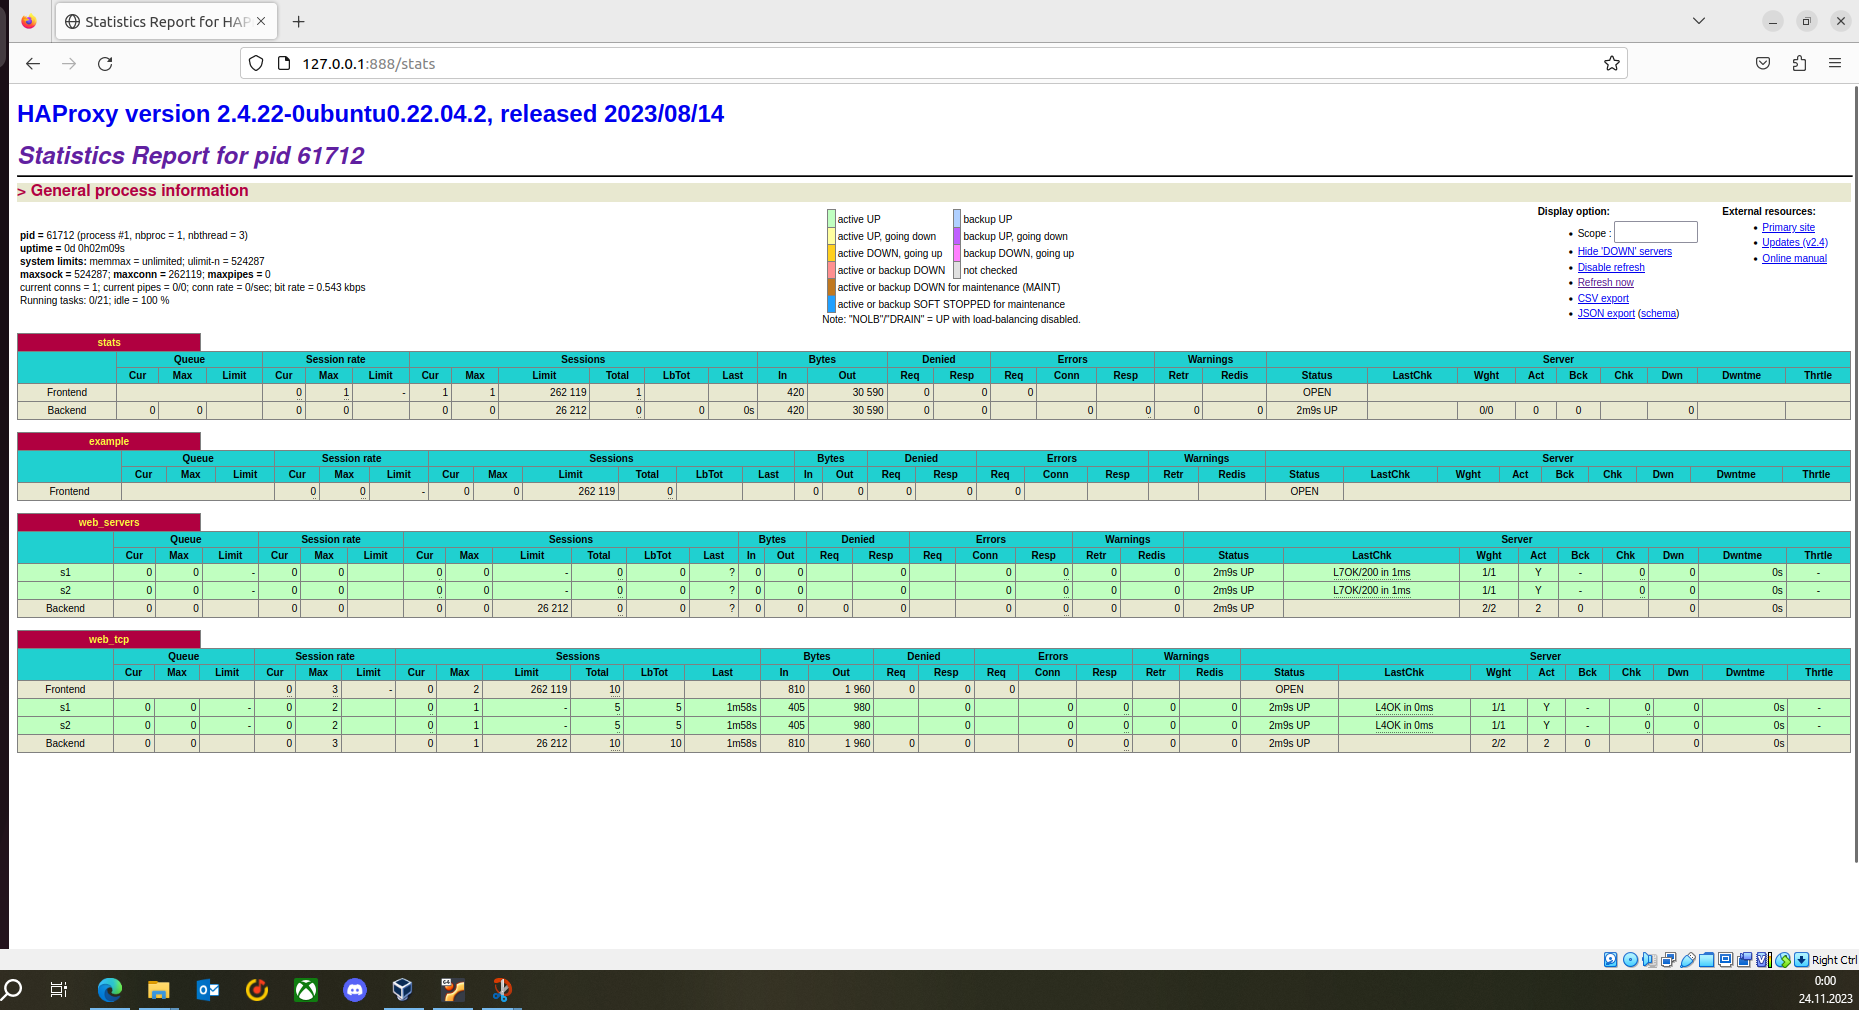 Statistics Report for HAP
127.0.0.1:888/stats
HAProxy version 2.4.22-0ubuntu0.22.04.2, released 2023/08/14
Statistics Report for pid 61712
> General process information
pid = 61712 (process #1, nbproc = 1, nbthread = 3)
uptime = 0d 0h02m09s
system limits: memmax = unlimited; ulimit-n = 524287
maxsock = 524287; maxconn = 262119; maxpipes = 0
current conns = 1; current pipes = 0/0; conn rate = 0/sec; bit rate = 0.543 kbps
Running tasks: 0/21; idle = 100 %
active UP backup UP
active UP, going down backup UP, going down
active DOWN, going up backup DOWN, going up
active or backup DOWN not checked
active or backup DOWN for maintenance (MAINT)
active or backup SOFT STOPPED for maintenance
Note: "NOLB"/"DRAIN" = UP with load-balancing disabled.
Display option:
Scope :
Hide 'DOWN' servers
Disable refresh
Refresh now
CSV export
JSON export (schema)
External resources:
Primary site
Updates (v2.4)
Online manual
stats
Queue Session rate Sessions Bytes Denied Errors Warnings Server
Cur Max Limit Cur Max Limit Cur Max Limit Total LbTot Last In Out Req Resp Req Conn Resp Retr Redis Status LastChk Wght Act Bck Chk Dwn Dwntme Thrtle
Frontend 0 1 - 1 1 262 119 1 420 30 590 0 0 0 OPEN
Backend 0 0 0 0 0 0 26 212 0 0 0s 420 30 590 0 0 0 0 0 0 2m9s UP 0/0 0 0 0
example
Queue Session rate Sessions Bytes Denied Errors Warnings Server
Cur Max Limit Cur Max Limit Cur Max Limit Total LbTot Last In Out Req Resp Req Conn Resp Retr Redis Status LastChk Wght Act Bck Chk Dwn Dwntme Thrtle
Frontend 0 0 - 0 0 262 119 0 0 0 0 0 0 OPEN
web_servers
Queue Session rate Sessions Bytes Denied Errors Warnings Server
Cur Max Limit Cur Max Limit Cur Max Limit Total LbTot Last In Out Req Resp Req Conn Resp Retr Redis Status LastChk Wght Act Bck Chk Dwn Dwntme Thrtle
s1 0 0 - 0 0 0 0 - 0 0 ? 0 0 0 0 0 0 0 2m9s UP L7OK/200 in 1ms 1/1 Y - 0 0 0s -
s2 0 0 - 0 0 0 0 - 0 0 ? 0 0 0 0 0 0 0 2m9s UP L7OK/200 in 1ms 1/1 Y - 0 0 0s -
Backend 0 0 0 0 0 0 26 212 0 0 ? 0 0 0 0 0 0 0 0 2m9s UP 2/2 2 0 0 0s
web_tcp
Queue Session rate Sessions Bytes Denied Errors Warnings Server
Cur Max Limit Cur Max Limit Cur Max Limit Total LbTot Last In Out Req Resp Req Conn Resp Retr Redis Status LastChk Wght Act Bck Chk Dwn Dwntme Thrtle
Frontend 0 3 - 0 2 262 119 10 810 1 960 0 0 0 OPEN
s1 0 0 - 0 2 0 1 - 5 5 1m58s 405 980 0 0 0 0 0 2m9s UP L4OK in 0ms 1/1 Y - 0 0 0s -
s2 0 0 - 0 2 0 1 - 5 5 1m58s 405 980 0 0 0 0 0 2m9s UP L4OK in 0ms 1/1 Y - 0 0 0s -
Backend 0 0 0 3 0 1 26 212 10 10 1m58s 810 1 960 0 0 0 0 0 0 2m9s UP 2/2 2 0 0 0s
Right Ctrl
0:00
24.11.2023